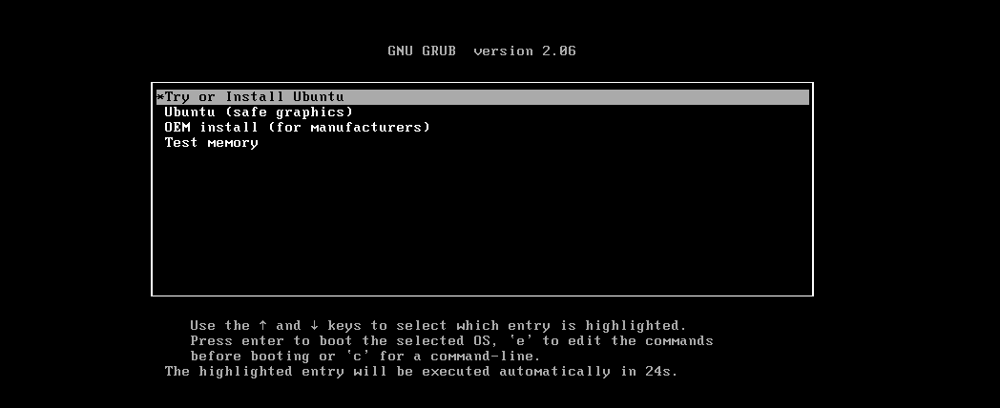 GNU GRUB  version 2.06
*Try or Install Ubuntu
Ubuntu (safe graphics)
OEM install (for manufacturers)
Test memory
Use the ↑ and ↓ keys to select which entry is highlighted.
Press enter to boot the selected OS, `e' to edit the commands
before booting or `c' for a command-line.
The highlighted entry will be executed automatically in 24s.